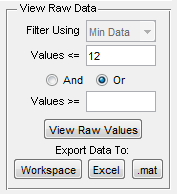 View Raw Data
Filter Using Min Data
Values <= 12
And Or
Values >=
View Raw Values
Export Data To:
Workspace Excel .mat